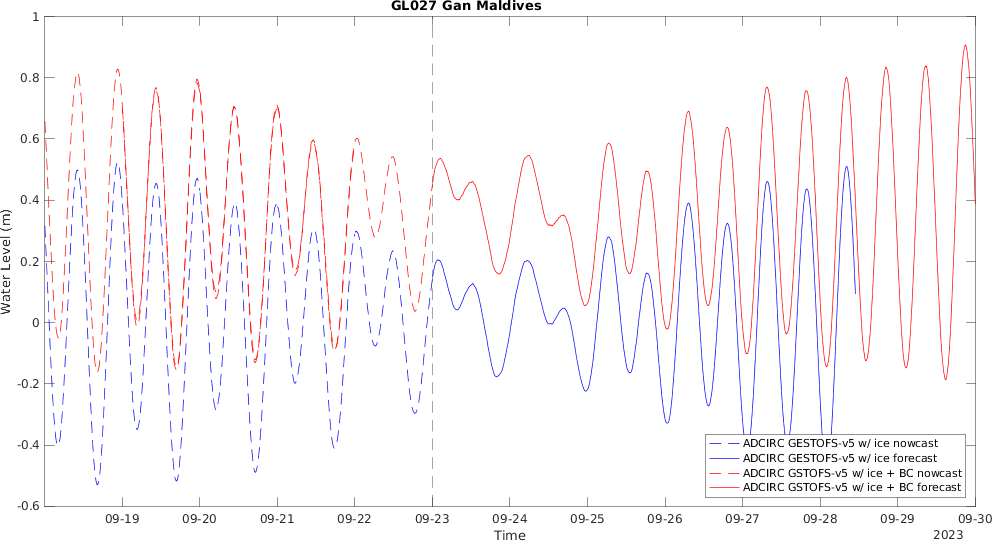 GL027 Gan Maldives
1
0.8
0.6
0.4
0.2
0
-0.2
-0.4
-0.6
Water Level (m)
ADCIRC GESTOFS-v5 w/ ice nowcast
ADCIRC GESTOFS-v5 w/ ice forecast
ADCIRC GSTOFS-v5 w/ ice + BC nowcast
ADCIRC GSTOFS-v5 w/ ice + BC forecast
09-19 09-20 09-21 09-22 09-23 09-24 09-25 09-26 09-27 09-28 09-29 09-30
Time 2023